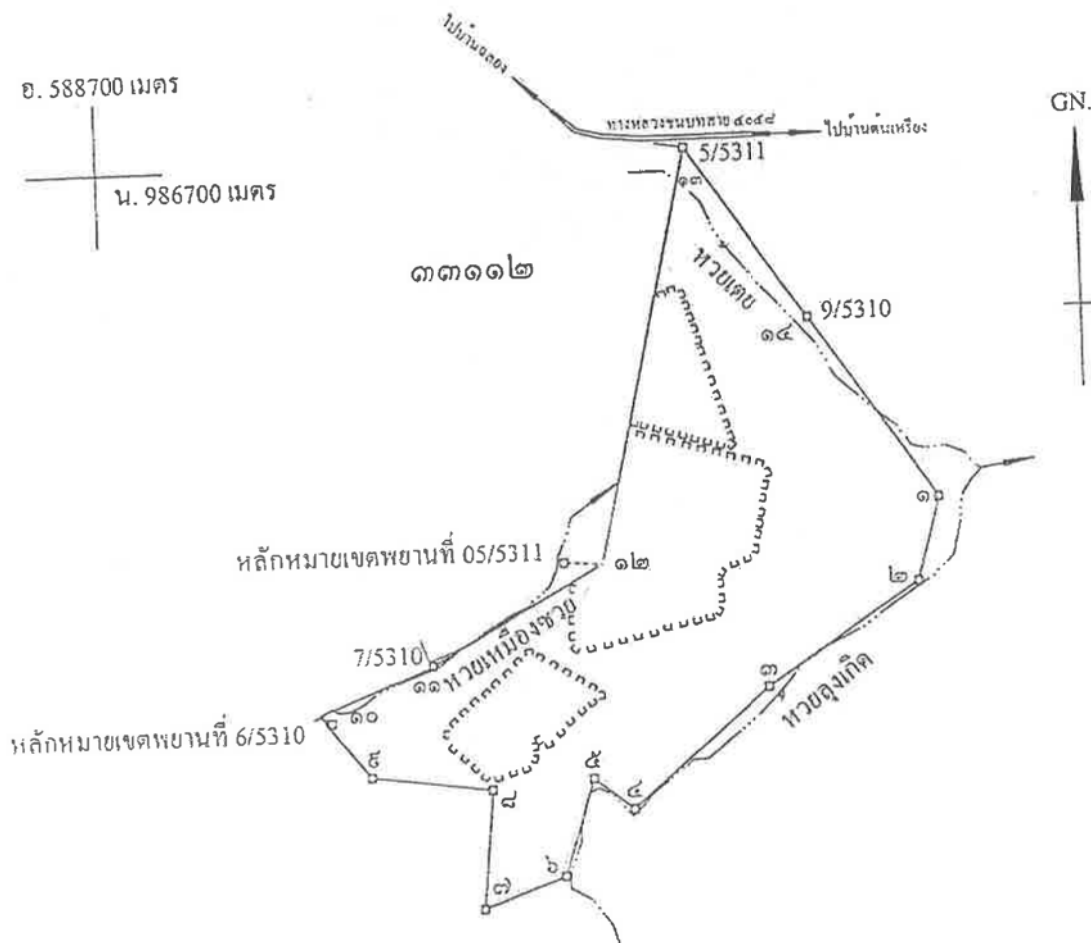 ไปบ้านฉลอง
อ. 588700 เมตร
น. 986700 เมตร
GN.
ทางหลวงชนบทสาย ๔๐๔๘
ไปบ้านต้นเหรียง
5/5311
๑๓
๓๓๑๑๒
ห้วยเตย
9/5310
๑๔
๑
หลักหมายเขตพยานที่ 05/5311
๑๒
๒
ห้วยเหมืองซวย
7/5310
๑๑
๓
ห้วยลุงเกิด
๑๐
หลักหมายเขตพยานที่ 6/5310
๙
๕
๘
๔
๖
๗